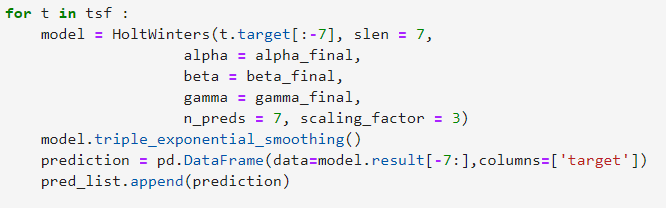 for t in tsf :
    model = HoltWinters(t.target[:-7], slen = 7,
                    alpha = alpha_final,
                    beta = beta_final,
                    gamma = gamma_final,
                    n_preds = 7, scaling_factor = 3)
    model.triple_exponential_smoothing()
    prediction = pd.DataFrame(data=model.result[-7:],columns=['target'])
    pred_list.append(prediction)